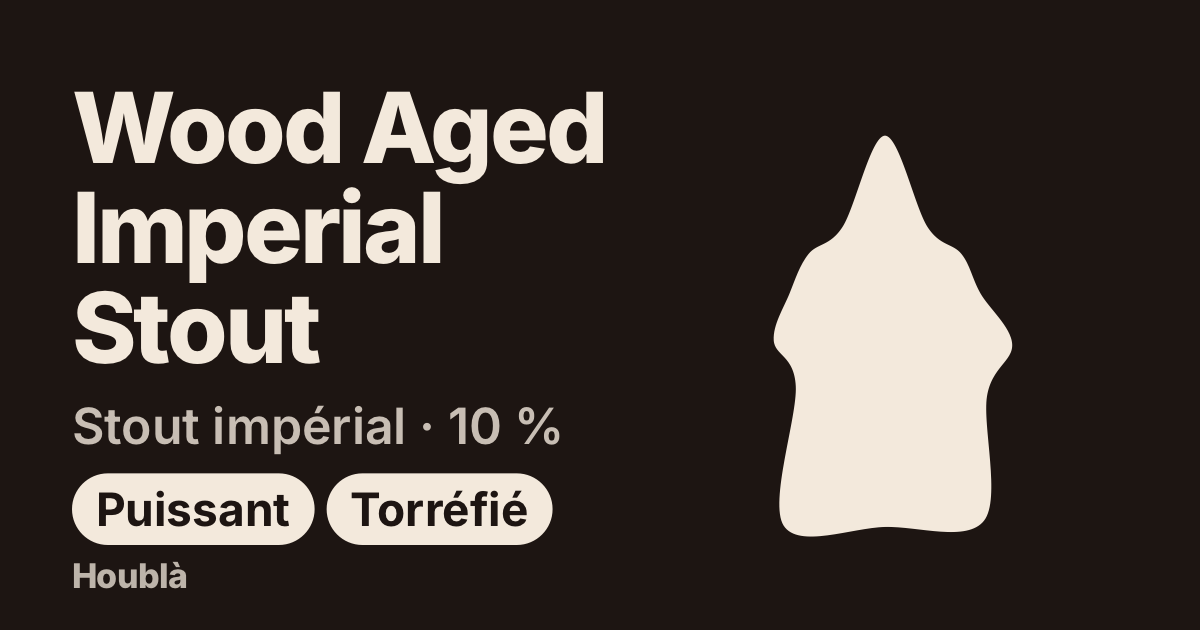 Wood Aged
Imperial
Stout
Stout impérial · 10 %
Puissant Torréfié
Houblà